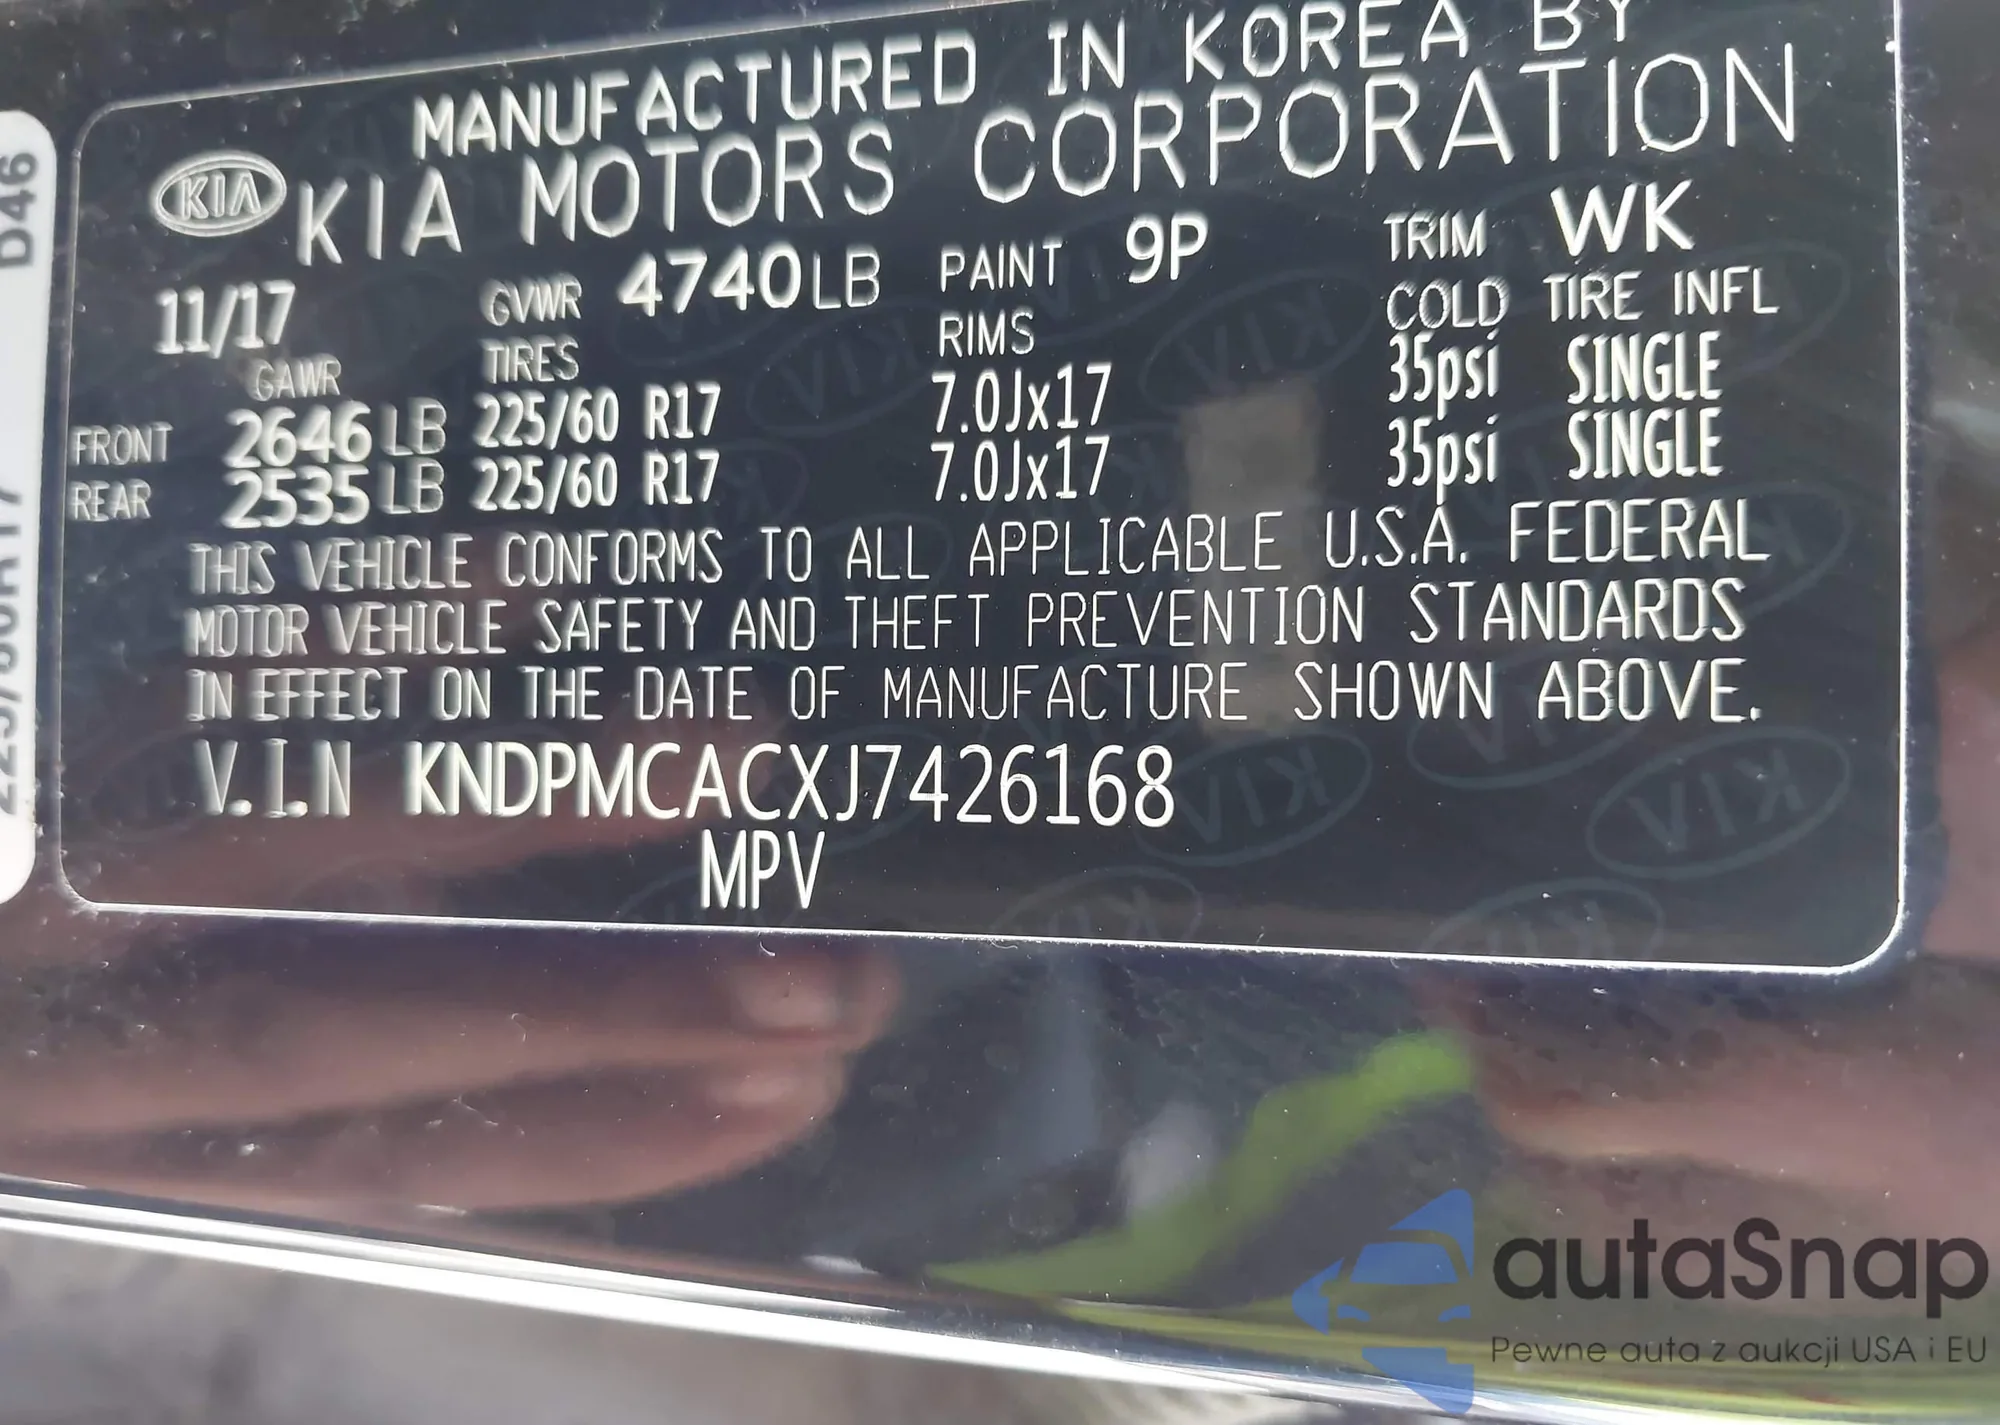 MANUFACTURED IN KOREA BY
KIA KIA MOTORS CORPORATION
11/17 GVWR 4740LB PAINT 9P TRIM WK
GAWR TIRES RIMS COLD TIRE INFL
FRONT 2646LB 225/60 R17 7.0Jx17 35psi SINGLE
REAR 2535LB 225/60 R17 7.0Jx17 35psi SINGLE
THIS VEHICLE CONFORMS TO ALL APPLICABLE U.S.A. FEDERAL
MOTOR VEHICLE SAFETY AND THEFT PREVENTION STANDARDS
IN EFFECT ON THE DATE OF MANUFACTURE SHOWN ABOVE.
V.I.N KNDPMCACXJ7426168
MPV
D46
225/60R17
autaSnap
Pewne auta z aukcji USA i EU